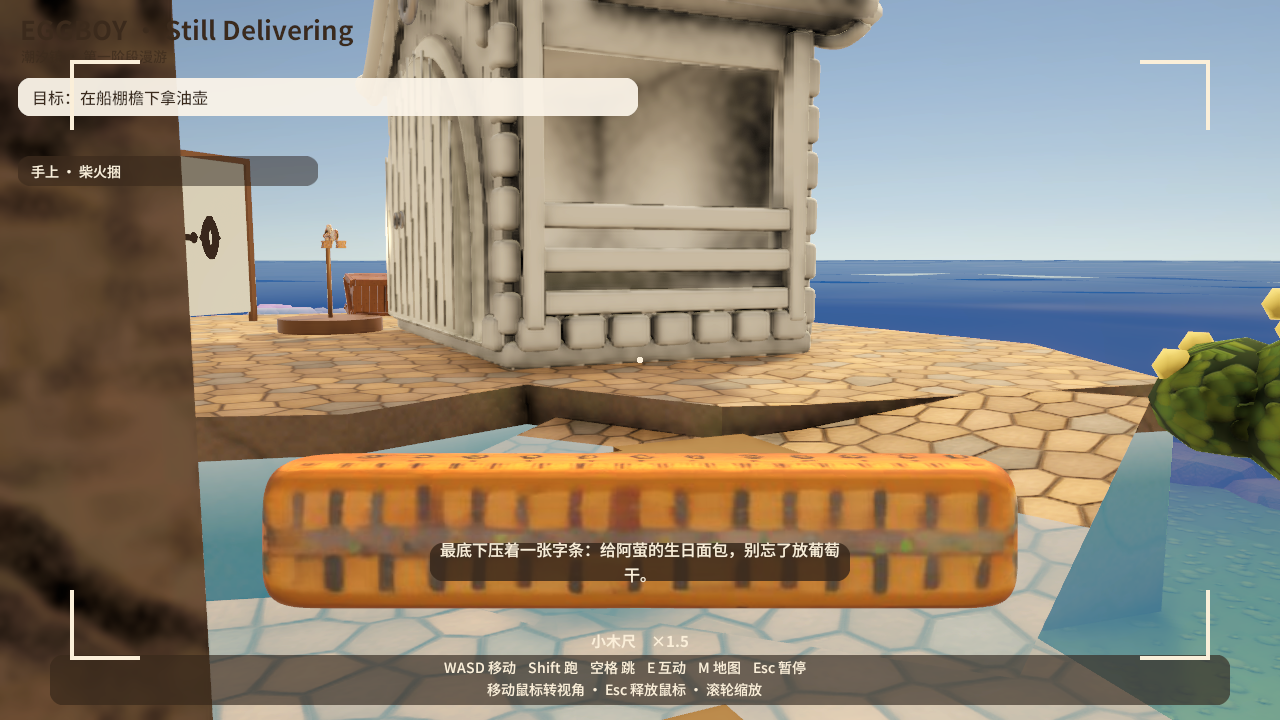 EGGBOY · Still Delivering
目标：在船棚檐下拿油壶
手上 · 柴火捆
最底下压着一张字条：给阿萤的生日面包，别忘了放葡萄
干。
小木尺 ×1.5
WASD 移动 Shift 跑 空格 跳 E 互动 M 地图 Esc 暂停
移动鼠标转视角 · Esc 释放鼠标 · 滚轮缩放